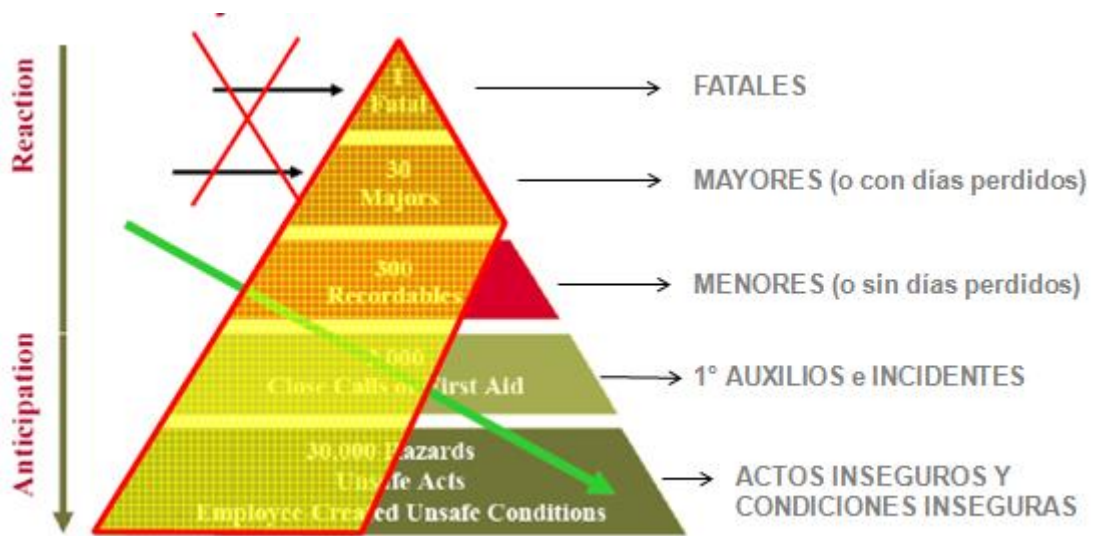 Reaction
Anticipation
1
Fatal
30
Majors
300
Recordables
,000
Close Calls or First Aid
30,000 Hazards
Unsafe Acts
Employee Created Unsafe Conditions
FATALES
MAYORES (o con días perdidos)
MENORES (o sin días perdidos)
1° AUXILIOS e INCIDENTES
ACTOS INSEGUROS Y
CONDICIONES INSEGURAS